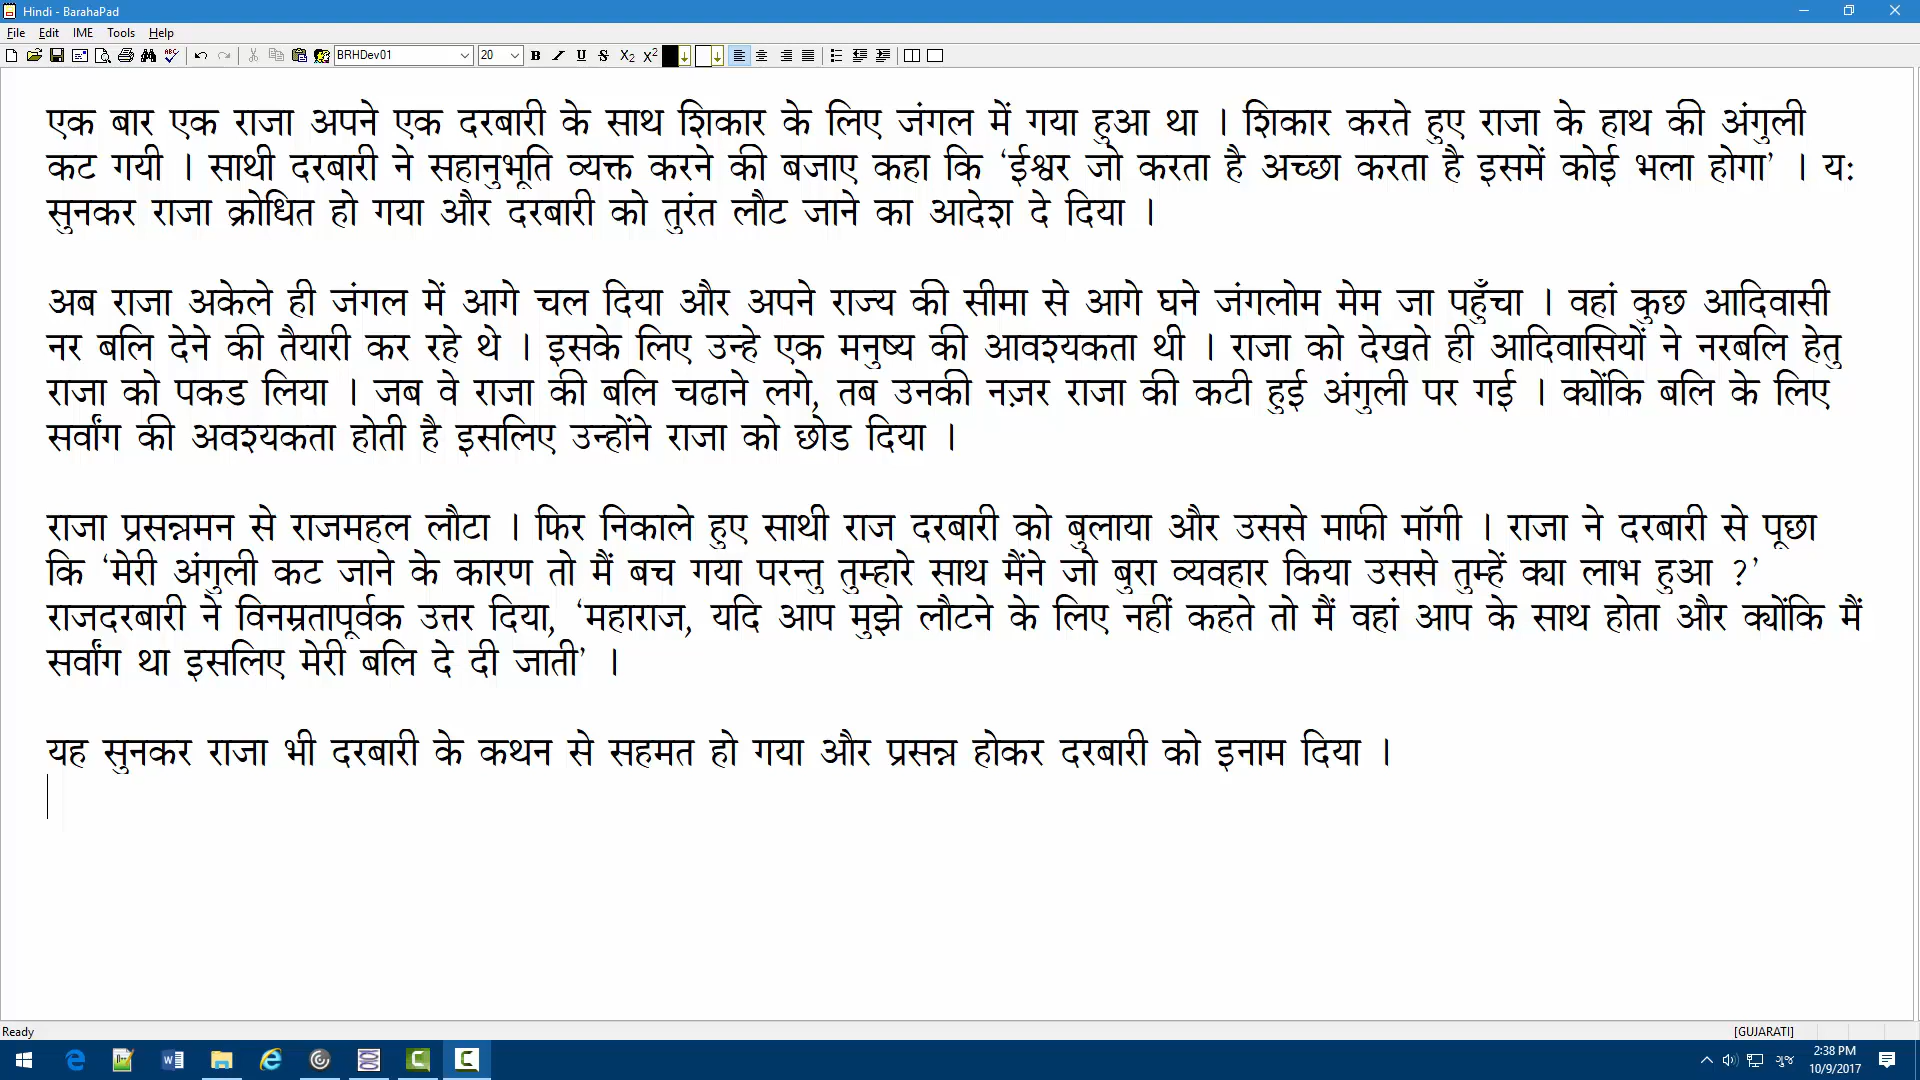 Hindi - BarahaPad
File Edit IME Tools Help
BRHDev01 20
एक बार एक राजा अपने एक दरबारी के साथ शिकार के लिए जंगल में गया हुआ था । शिकार करते हुए राजा के हाथ की अंगुली
कट गयी । साथी दरबारी ने सहानुभूति व्यक्त करने की बजाए कहा कि ‘ईश्वर जो करता है अच्छा करता है इसमें कोई भला होगा’ । यः
सुनकर राजा क्रोधित हो गया और दरबारी को तुरंत लौट जाने का आदेश दे दिया ।
अब राजा अकेले ही जंगल में आगे चल दिया और अपने राज्य की सीमा से आगे घने जंगलोम मेम जा पहुँचा । वहां कुछ आदिवासी
नर बलि देने की तैयारी कर रहे थे । इसके लिए उन्हे एक मनुष्य की आवश्यकता थी । राजा को देखते ही आदिवासियों ने नरबलि हेतु
राजा को पकड लिया । जब वे राजा की बलि चढाने लगे, तब उनकी नज़र राजा की कटी हुई अंगुली पर गई । क्योंकि बलि के लिए
सर्वांग की अवश्यकता होती है इसलिए उन्होंने राजा को छोड दिया ।
राजा प्रसन्नमन से राजमहल लौटा । फिर निकाले हुए साथी राज दरबारी को बुलाया और उससे माफी मॉगी । राजा ने दरबारी से पूछा
कि ‘मेरी अंगुली कट जाने के कारण तो मैं बच गया परन्तु तुम्हारे साथ मैंने जो बुरा व्यवहार किया उससे तुम्हें क्या लाभ हुआ ?’
राजदरबारी ने विनम्रतापूर्वक उत्तर दिया, ‘महाराज, यदि आप मुझे लौटने के लिए नहीं कहते तो मैं वहां आप के साथ होता और क्योंकि मैं
सर्वांग था इसलिए मेरी बलि दे दी जाती’ ।
यह सुनकर राजा भी दरबारी के कथन से सहमत हो गया और प्रसन्न होकर दरबारी को इनाम दिया ।
Ready [GUJARATI]
ગુજ 2:38 PM
10/9/2017